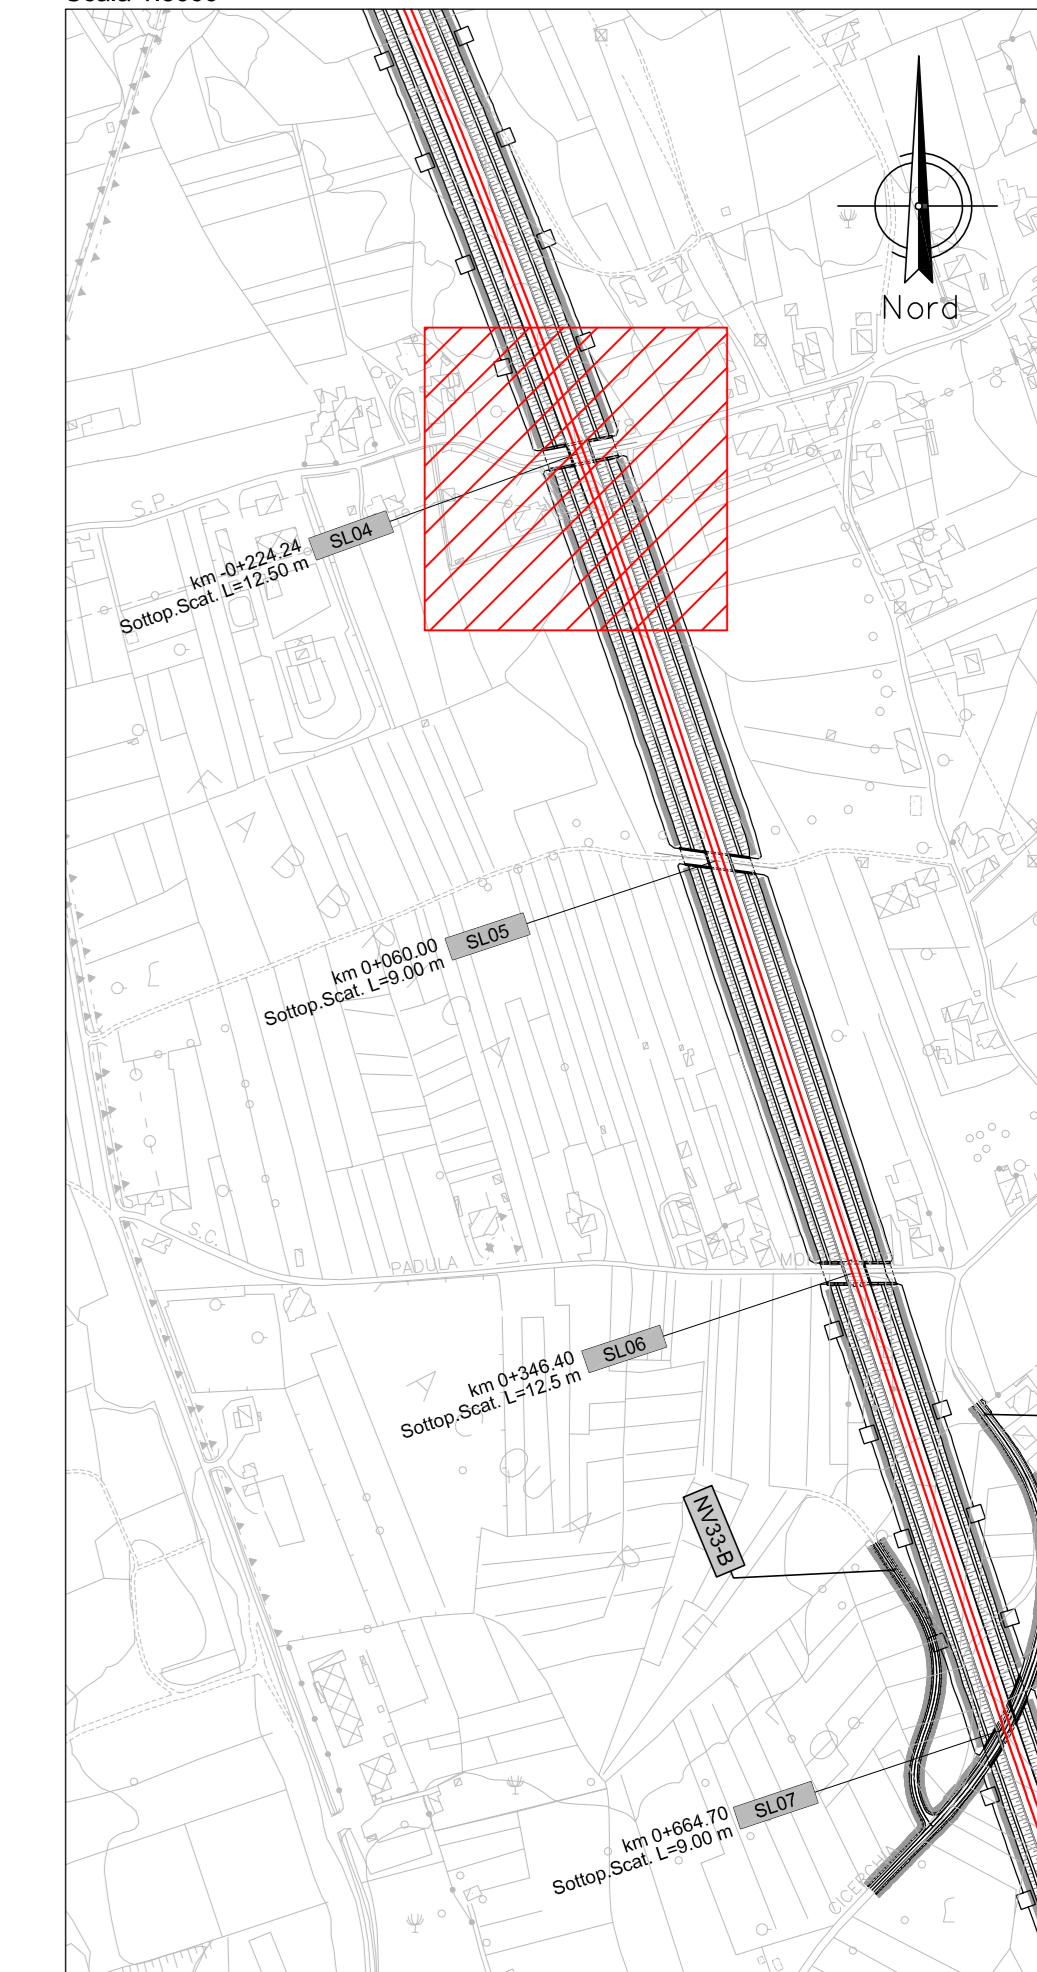 Nord
S.P.
SL04
km -0+224.24
Sottop.Scat. L=12.50 m
SL05
km 0+060.00
Sottop.Scat. L=9.00 m
S.C.
PADULA
SL06
km 0+346.40
Sottop.Scat. L=12.5 m
NV33-B
SL07
km 0+664.70
Sottop.Scat. L=9.00 m